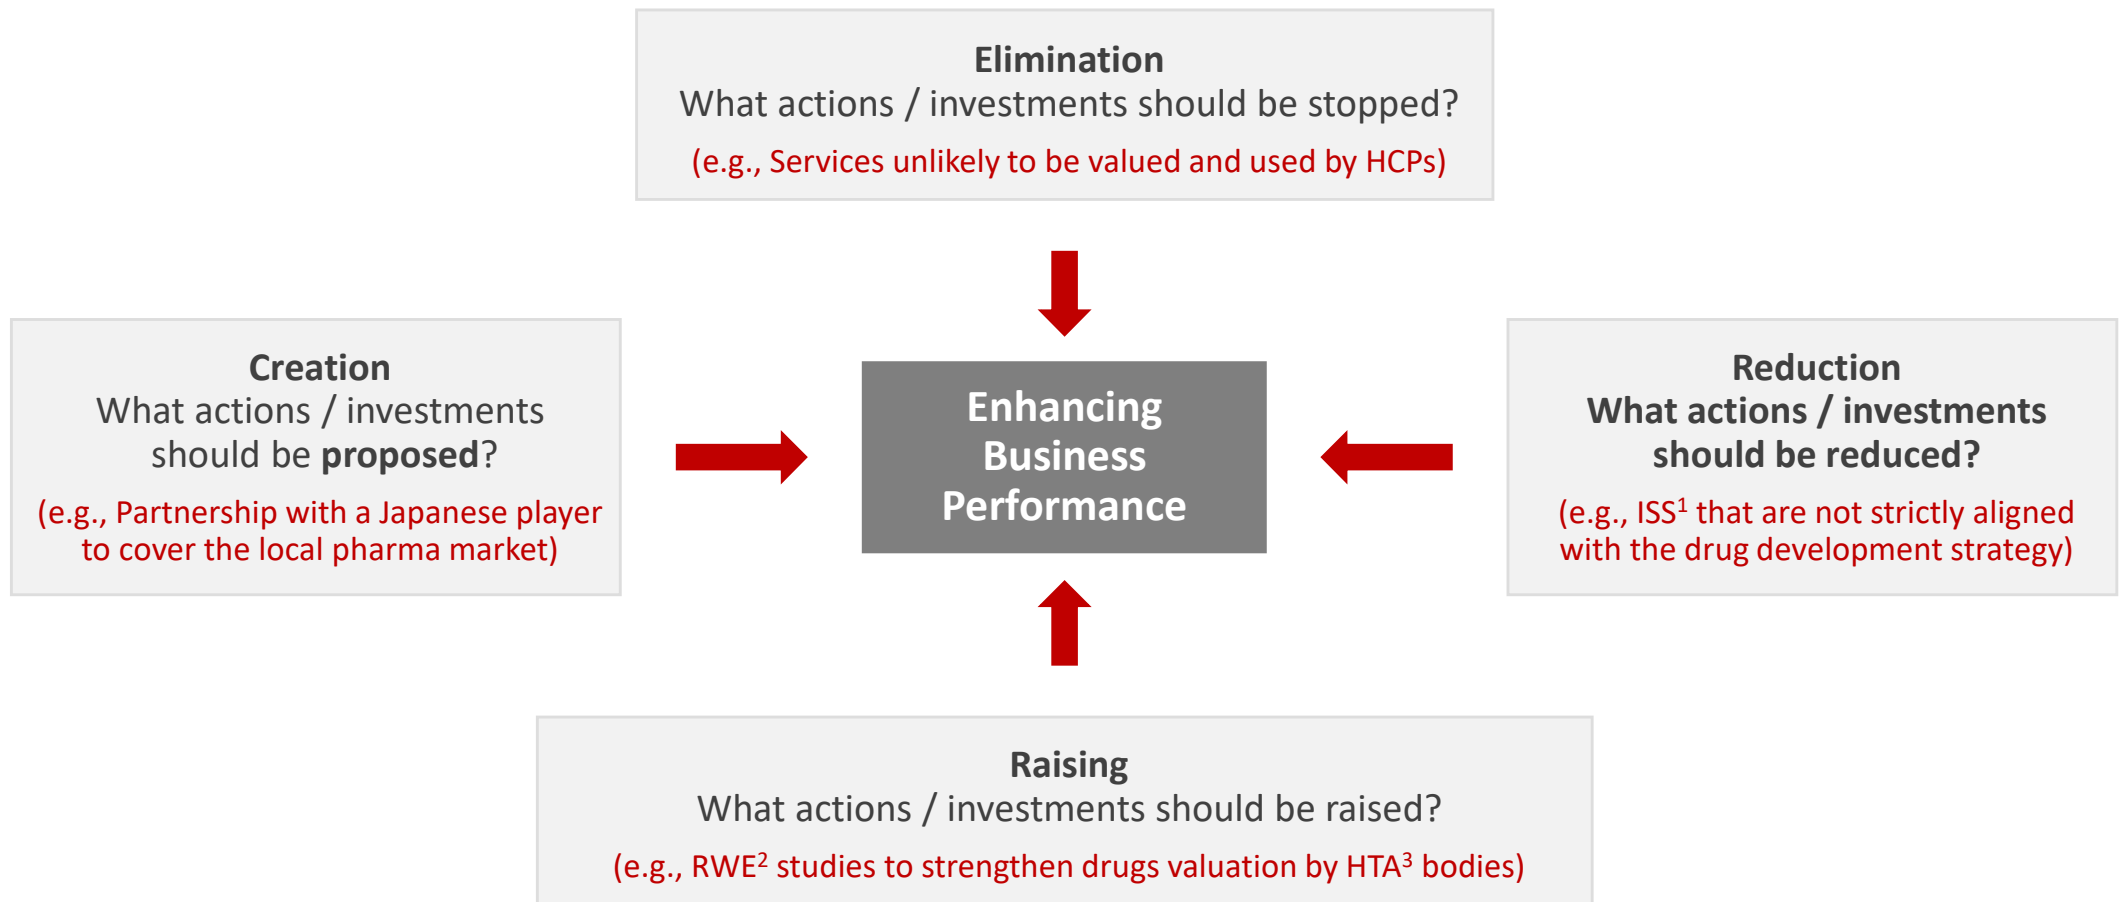 Elimination
What actions / investments should be stopped?
(e.g., Services unlikely to be valued and used by HCPs)
Creation
What actions / investments
should be proposed?
(e.g., Partnership with a Japanese player
to cover the local pharma market)
Enhancing
Business
Performance
Reduction
What actions / investments
should be reduced?
(e.g., ISS¹ that are not strictly aligned
with the drug development strategy)
Raising
What actions / investments should be raised?
(e.g., RWE² studies to strengthen drugs valuation by HTA³ bodies)